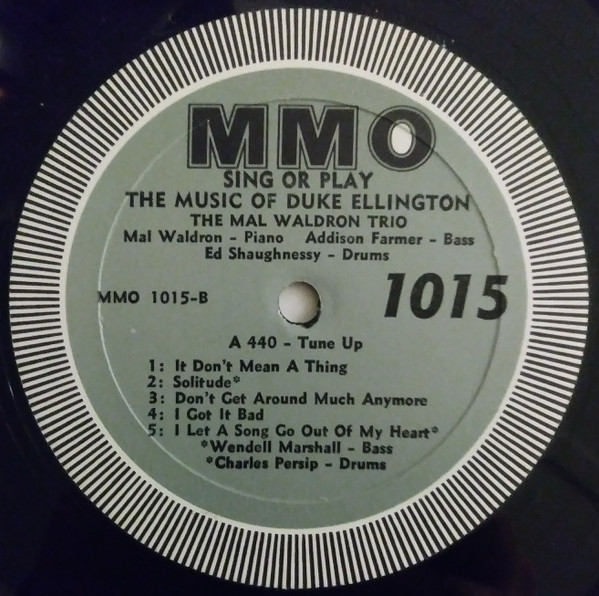 MMO
SING OR PLAY
THE MUSIC OF DUKE ELLINGTON
THE MAL WALDRON TRIO
Mal Waldron – Piano Addison Farmer – Bass
Ed Shaughnessy – Drums
MMO 1015-B
1015
A 440 – Tune Up
1: It Don't Mean A Thing
2: Solitude*
3: Don't Get Around Much Anymore
4: I Got It Bad
5: I Let A Song Go Out Of My Heart*
*Wendell Marshall – Bass
*Charles Persip – Drums